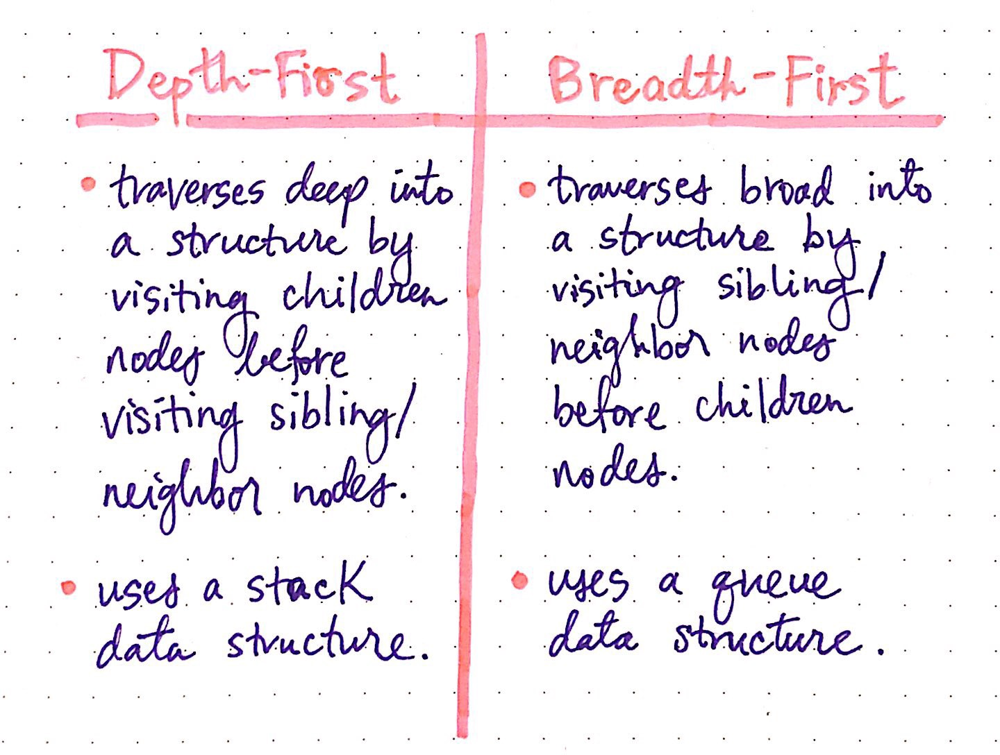 Depth-First
traverses deep into
a structure by
visiting children
nodes before
visiting sibling/
neighbor nodes.
uses a stack
data structure.
Breadth-First
traverses broad into
a structure by
visiting sibling/
neighbor nodes
before children
nodes.
uses a queue
data structure.